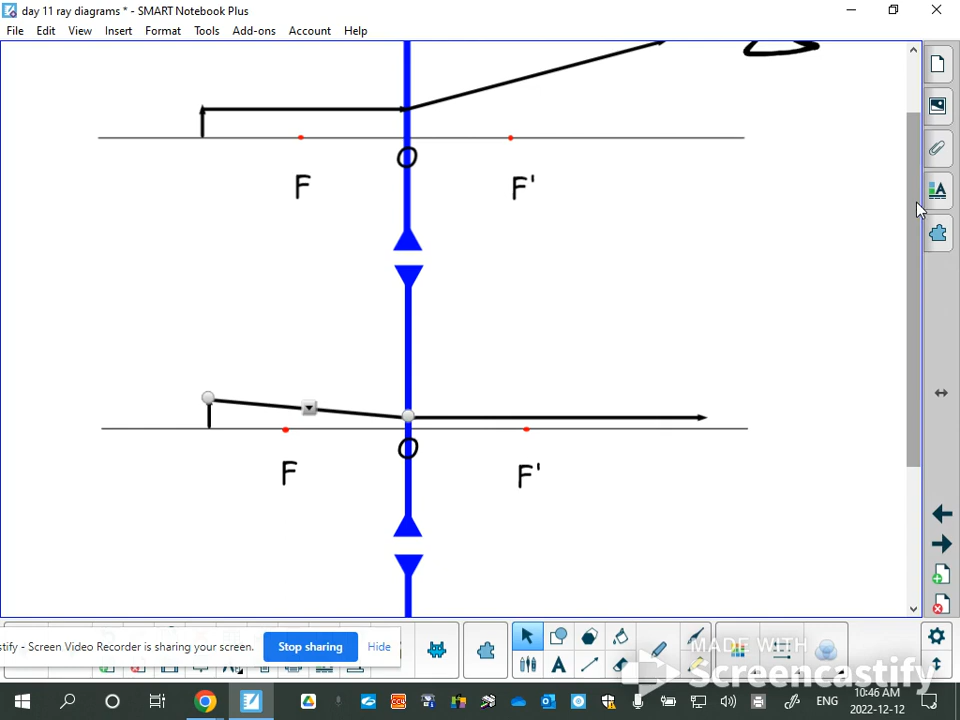 day 11 ray diagrams * - SMART Notebook Plus
File Edit View Insert Format Tools Add-ons Account Help
O
F F'
O
F F'
stify - Screen Video Recorder is sharing your screen. Stop sharing Hide
MADE WITH
Screencastify
ENG 10:46 AM
2022-12-12